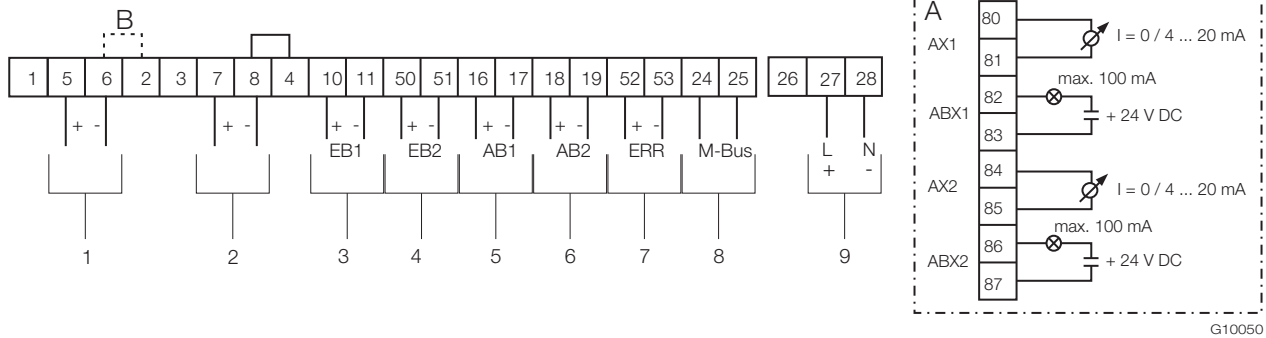 B
1 5 6 2 3 7 8 4 10 11 50 51 16 17 18 19 52 53 24 25 26 27 28
+ - + - + - + - + - + - + -
EB1 EB2 AB1 AB2 ERR M-Bus L N
+ -
1 2 3 4 5 6 7 8 9
A
80
AX1 I = 0 / 4 ... 20 mA
81
max. 100 mA
82
ABX1 + 24 V DC
83
84
AX2 I = 0 / 4 ... 20 mA
85
max. 100 mA
86
ABX2 + 24 V DC
87
G10050